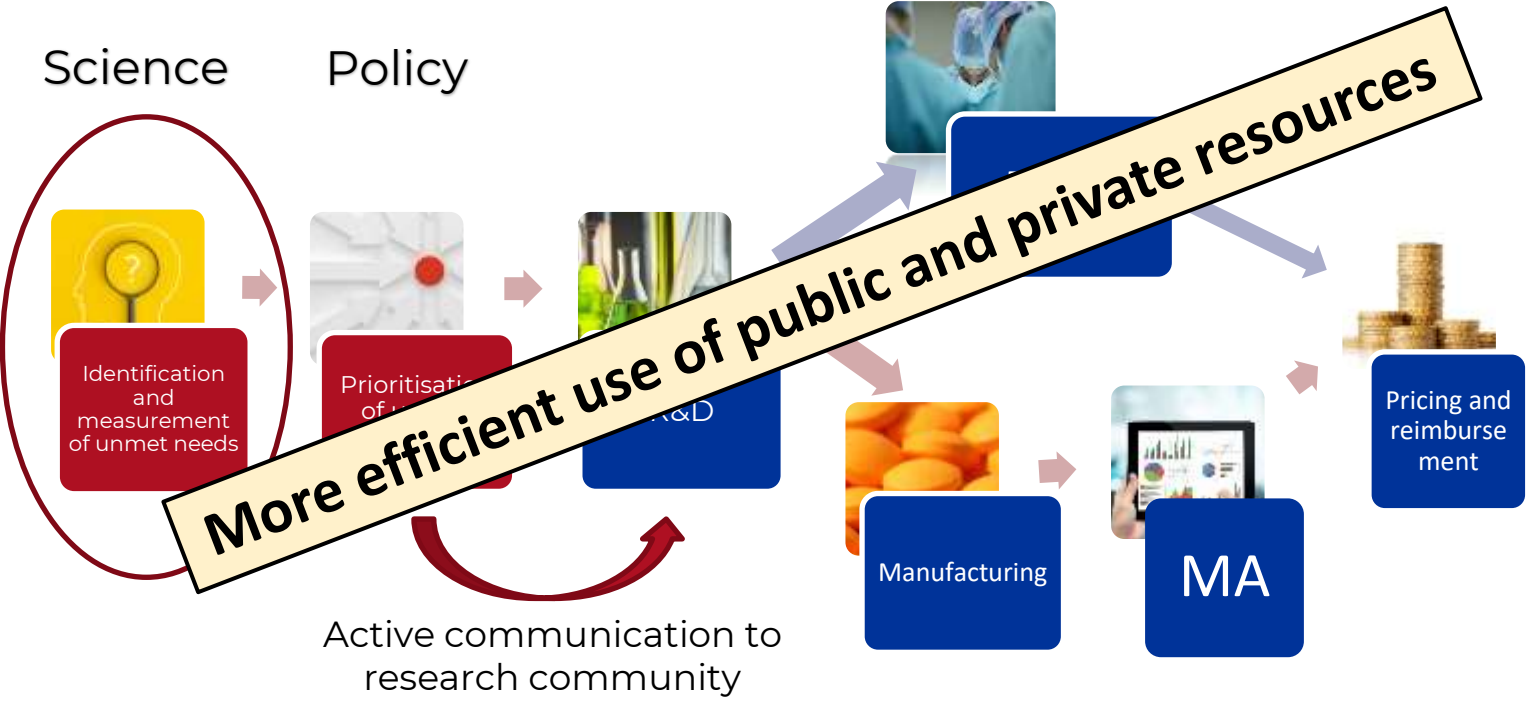 Science
Policy
More efficient use of public and private resources
Identification
and
measurement
of unmet needs
R&D
Manufacturing
MA
Pricing and
reimburse
ment
Active communication to
research community